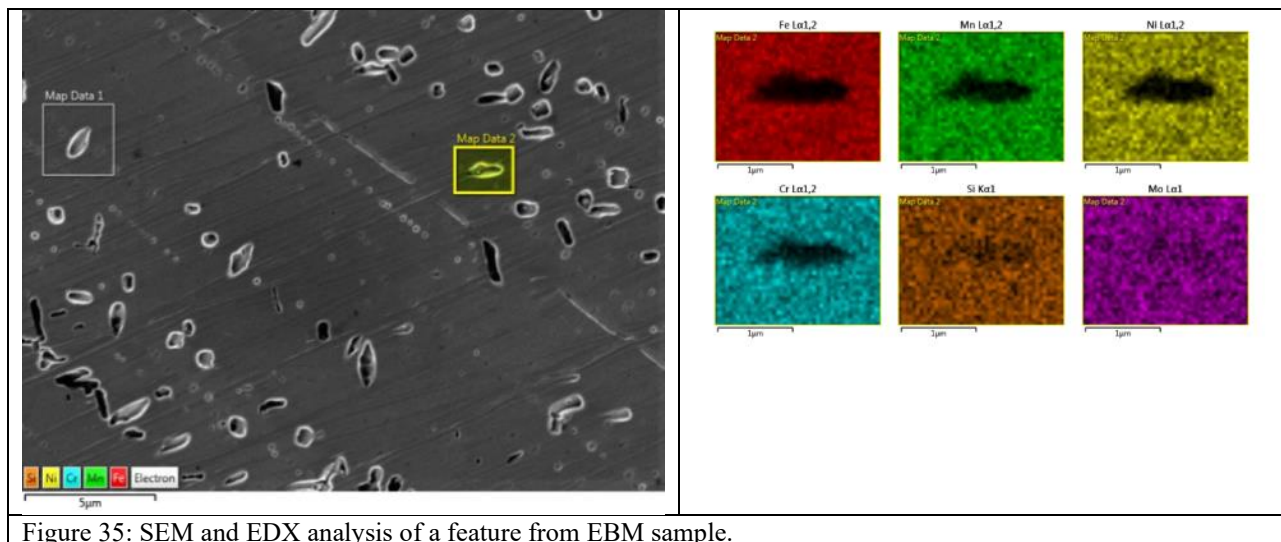 Map Data 1
Map Data 2
Si Ni Cr Mn Fe Electron
5μm
Fe Lα1,2
Mn Lα1,2
Ni Lα1,2
Map Data 2
Map Data 2
Map Data 2
1μm
1μm
1μm
Cr Lα1,2
Si Kα1
Mo Lα1
Map Data 2
Map Data 2
Map Data 2
1μm
1μm
1μm
Figure 35: SEM and EDX analysis of a feature from EBM sample.